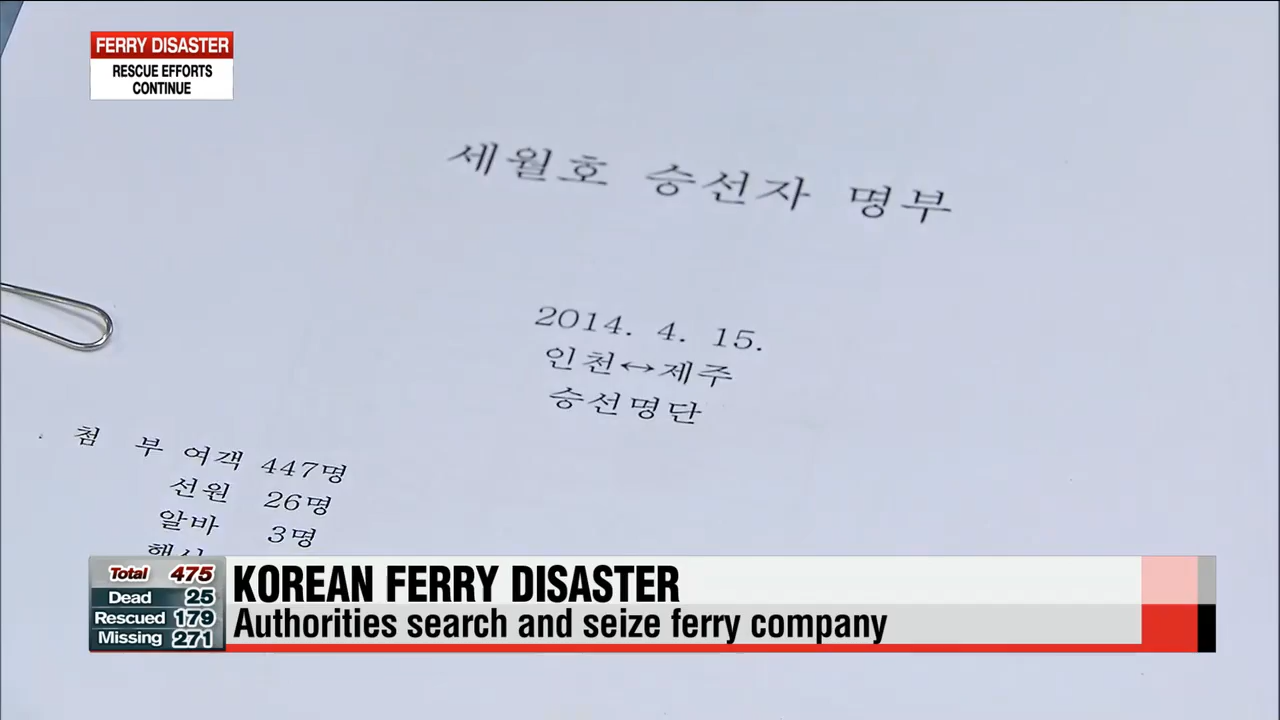 FERRY DISASTER
RESCUE EFFORTS
CONTINUE
세월호 승선자 명부
2014. 4. 15.
인천↔제주
승선명단
첨 부 여객 447명
선원 26명
알바 3명
Total 475
Dead 25
Rescued 179
Missing 271
KOREAN FERRY DISASTER
Authorities search and seize ferry company